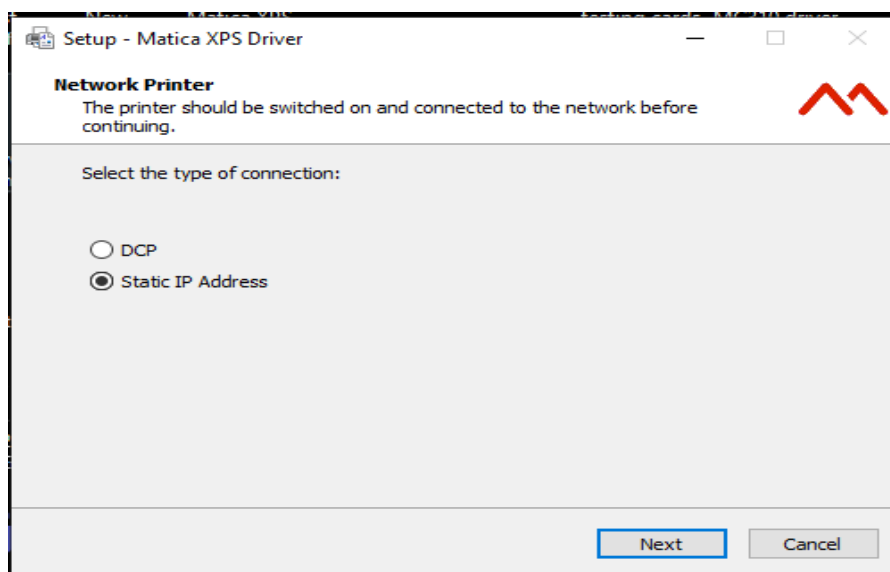 Setup - Matica XPS Driver
Network Printer
The printer should be switched on and connected to the network before
continuing.
Select the type of connection:
DCP
Static IP Address
Next
Cancel